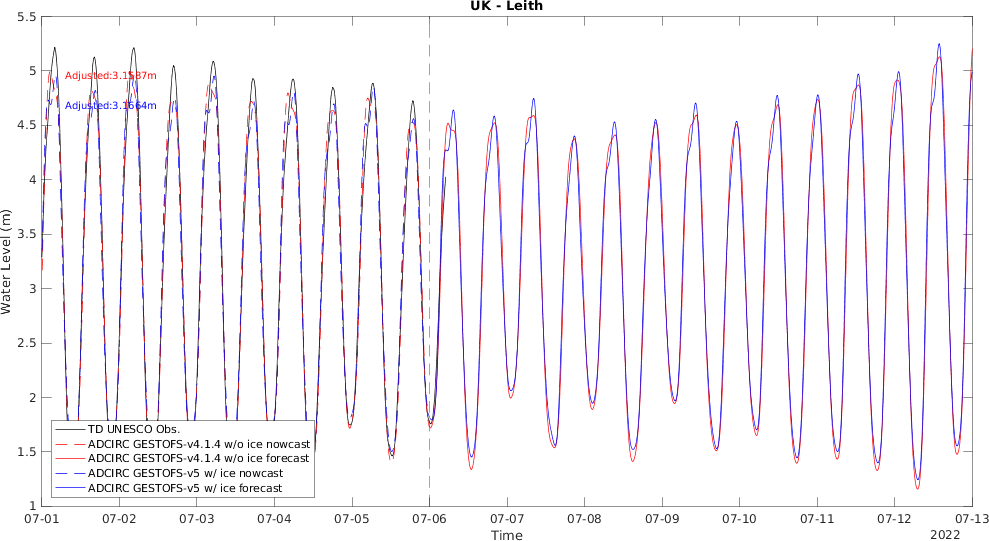 UK - Leith
5.5
5
4.5
4
3.5
3
2.5
2
1.5
1
Water Level (m)
Adjusted:3.1587m
Adjusted:3.1664m
TD UNESCO Obs.
ADCIRC GESTOFS-v4.1.4 w/o ice nowcast
ADCIRC GESTOFS-v4.1.4 w/o ice forecast
ADCIRC GESTOFS-v5 w/ ice nowcast
ADCIRC GESTOFS-v5 w/ ice forecast
07-01 07-02 07-03 07-04 07-05 07-06 07-07 07-08 07-09 07-10 07-11 07-12 07-13
Time
2022